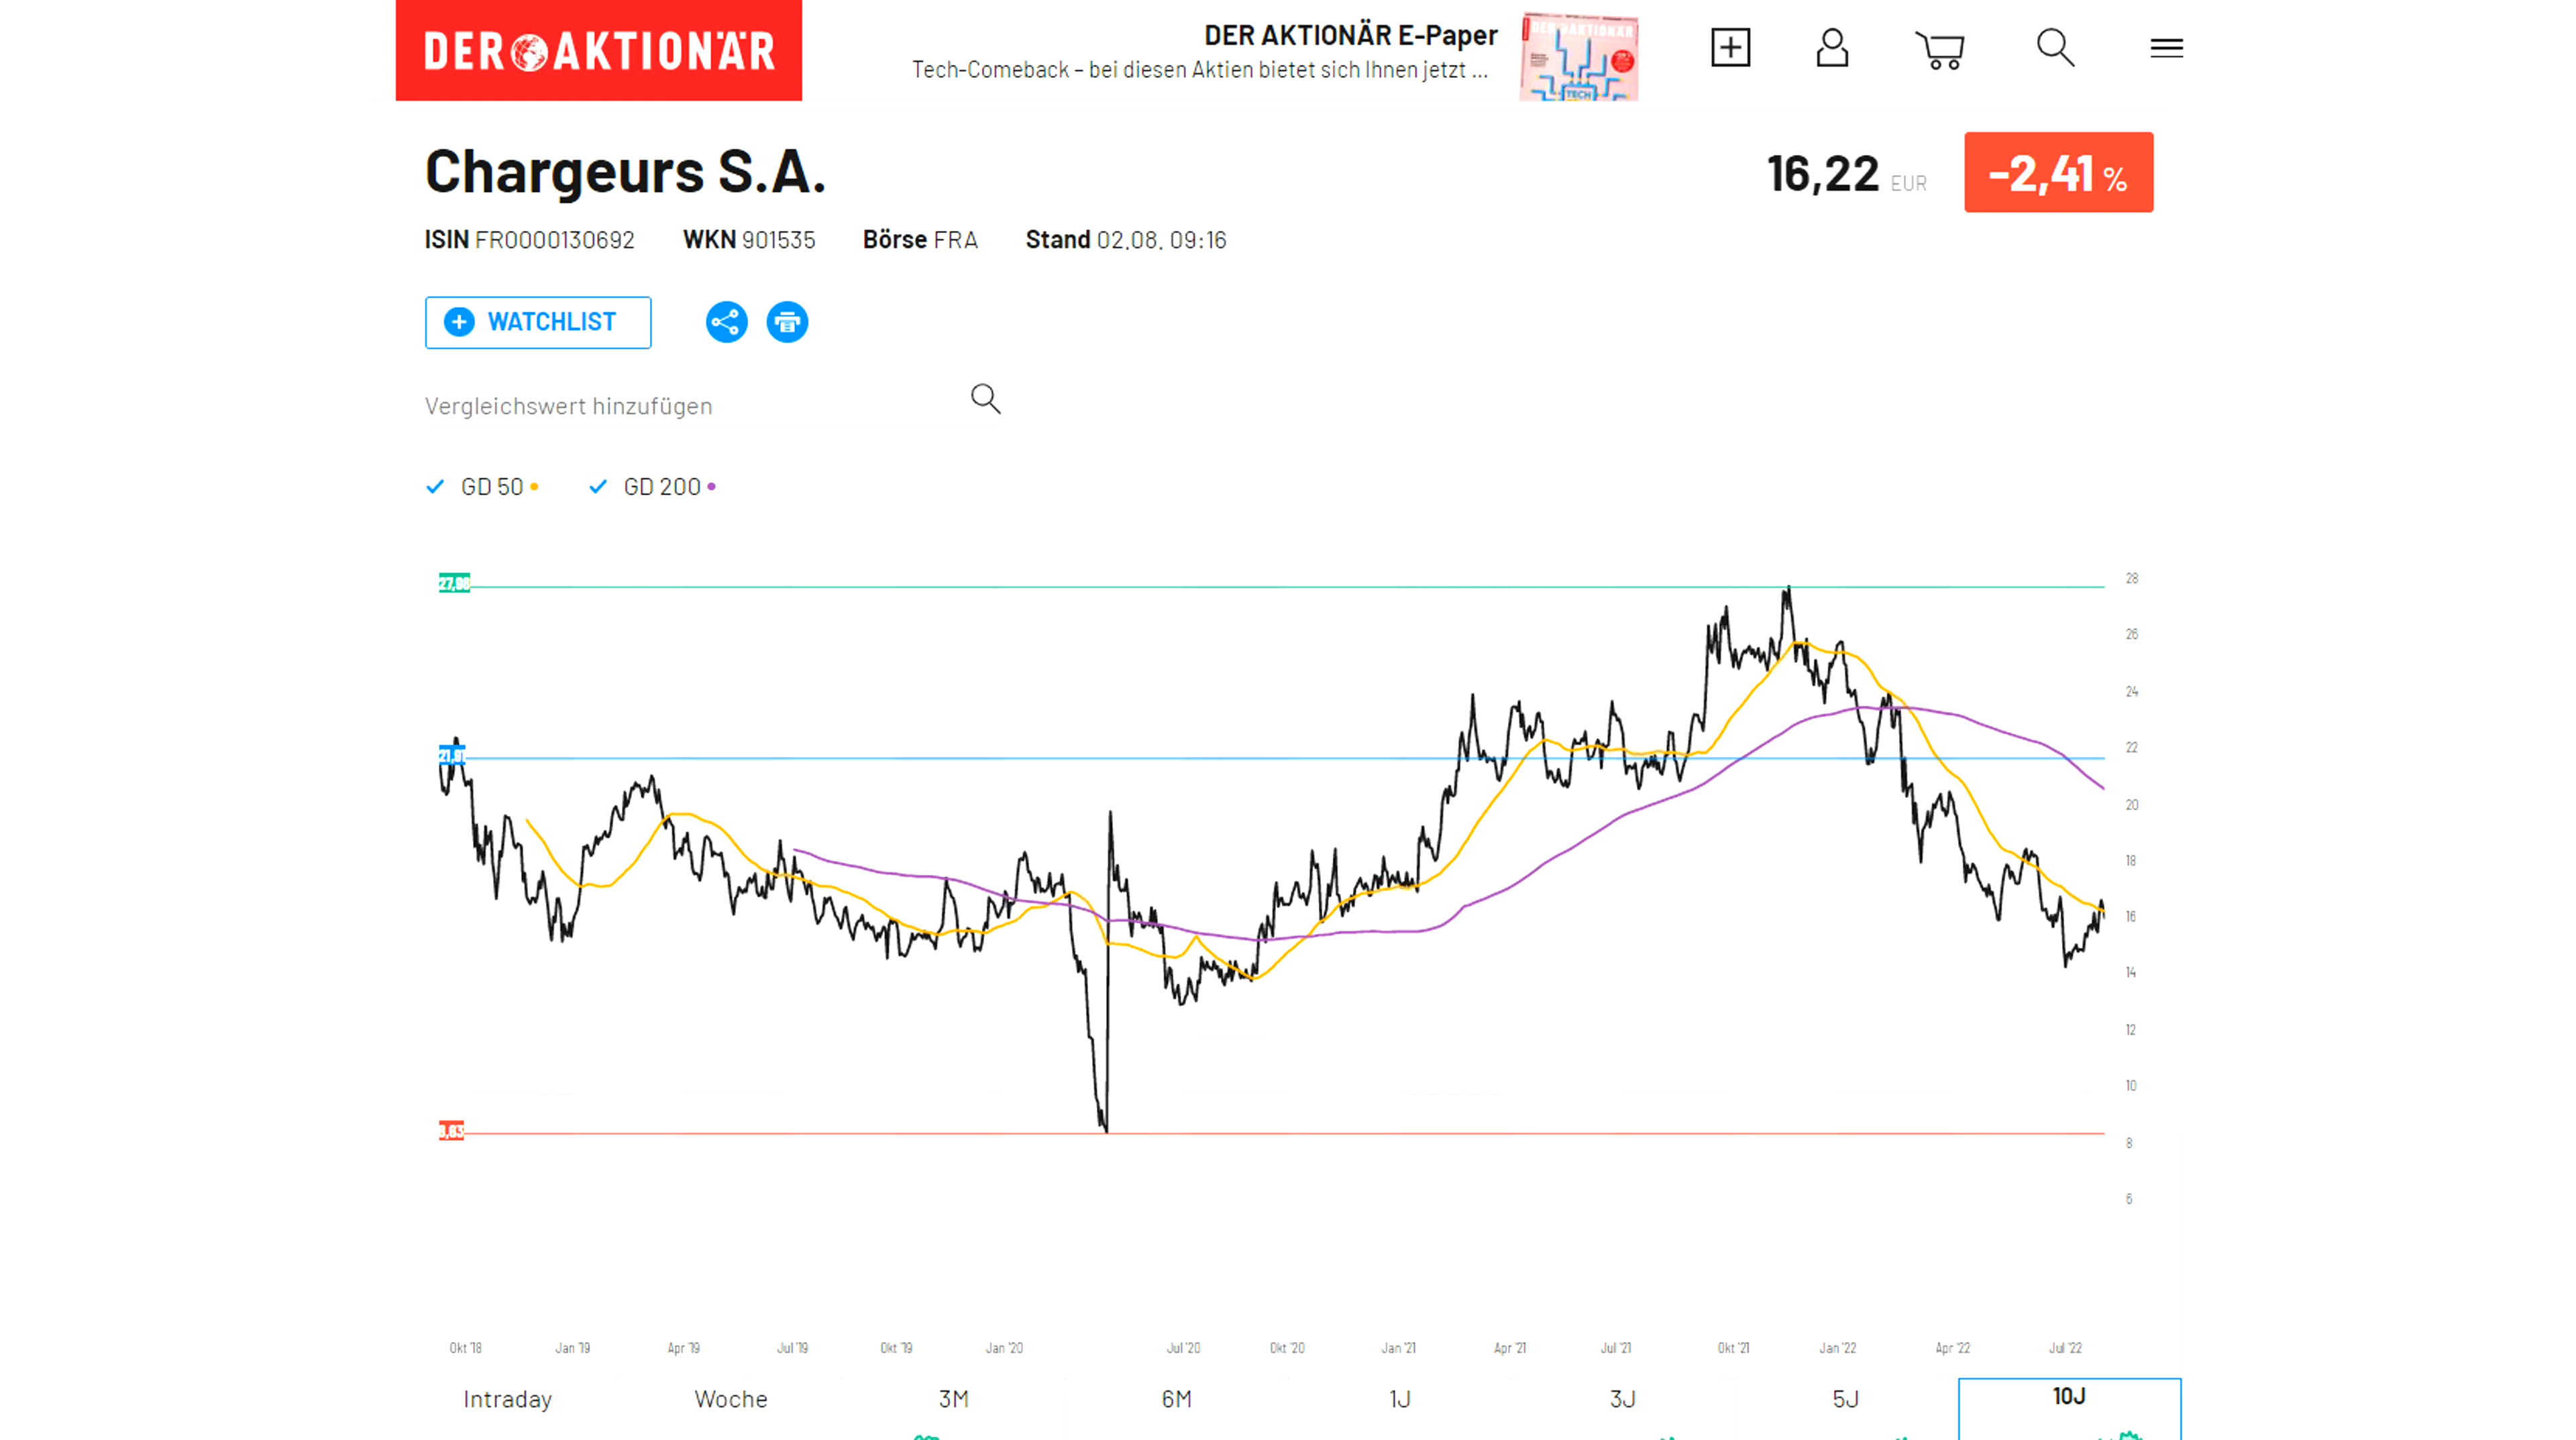 DER AKTIONÄR
DER AKTIONÄR E-Paper
Tech-Comeback – bei diesen Aktien bietet sich Ihnen jetzt ...
DER AKTIONÄR
TECH
Chargeurs S.A.
16,22 EUR
-2,41 %
ISIN FR0000130692 WKN 901535 Börse FRA Stand 02.08. 09:16
WATCHLIST
Vergleichswert hinzufügen
GD 50 GD 200
28
26
24
22
20
18
16
14
12
10
8
6
Okt '18 Jan '19 Apr '19 Jul '19 Okt '19 Jan '20 Jul '20 Okt '20 Jan '21 Apr '21 Jul '21 Okt '21 Jan '22 Apr '22 Jul '22
Intraday Woche 3M 6M 1J 3J 5J 10J